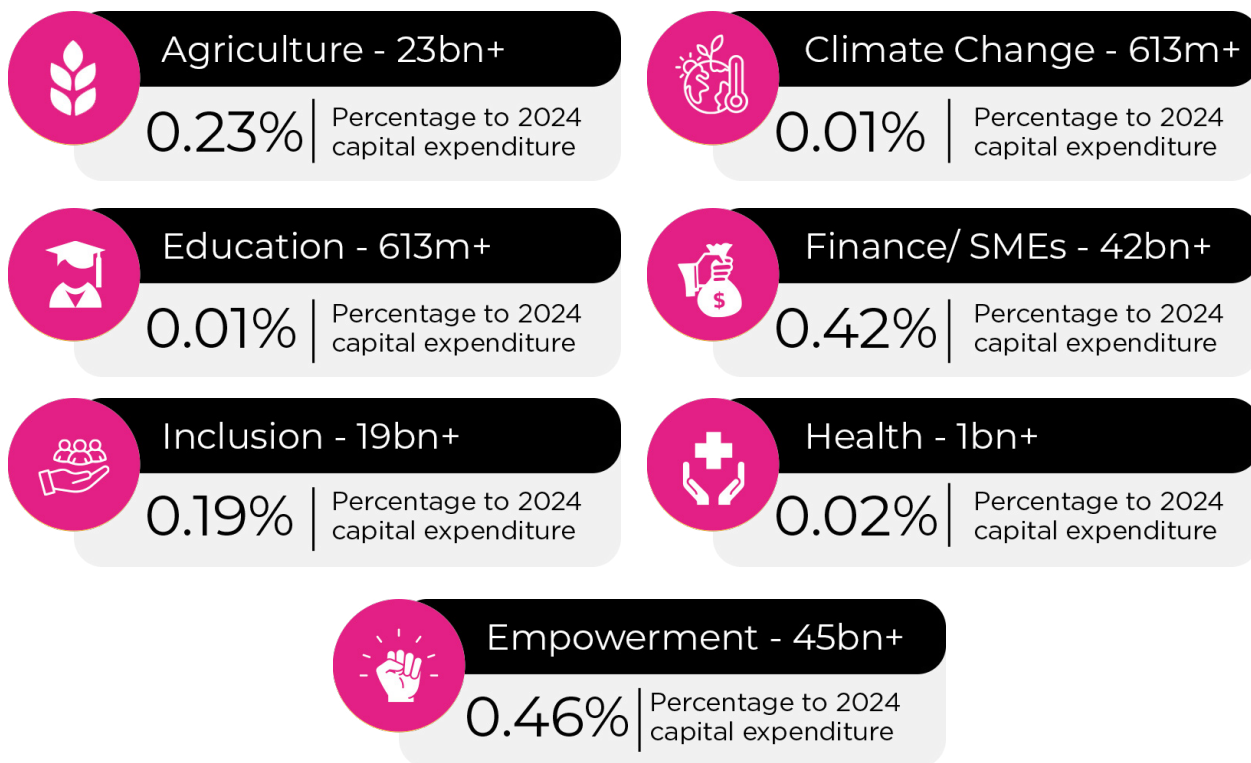 Agriculture - 23bn+
0.23%
Percentage to 2024
capital expenditure
Climate Change - 613m+
0.01%
Percentage to 2024
capital expenditure
Education - 613m+
0.01%
Percentage to 2024
capital expenditure
Finance/ SMEs - 42bn+
$
0.42%
Percentage to 2024
capital expenditure
Inclusion - 19bn+
0.19%
Percentage to 2024
capital expenditure
Health - 1bn+
0.02%
Percentage to 2024
capital expenditure
Empowerment - 45bn+
0.46%
Percentage to 2024
capital expenditure